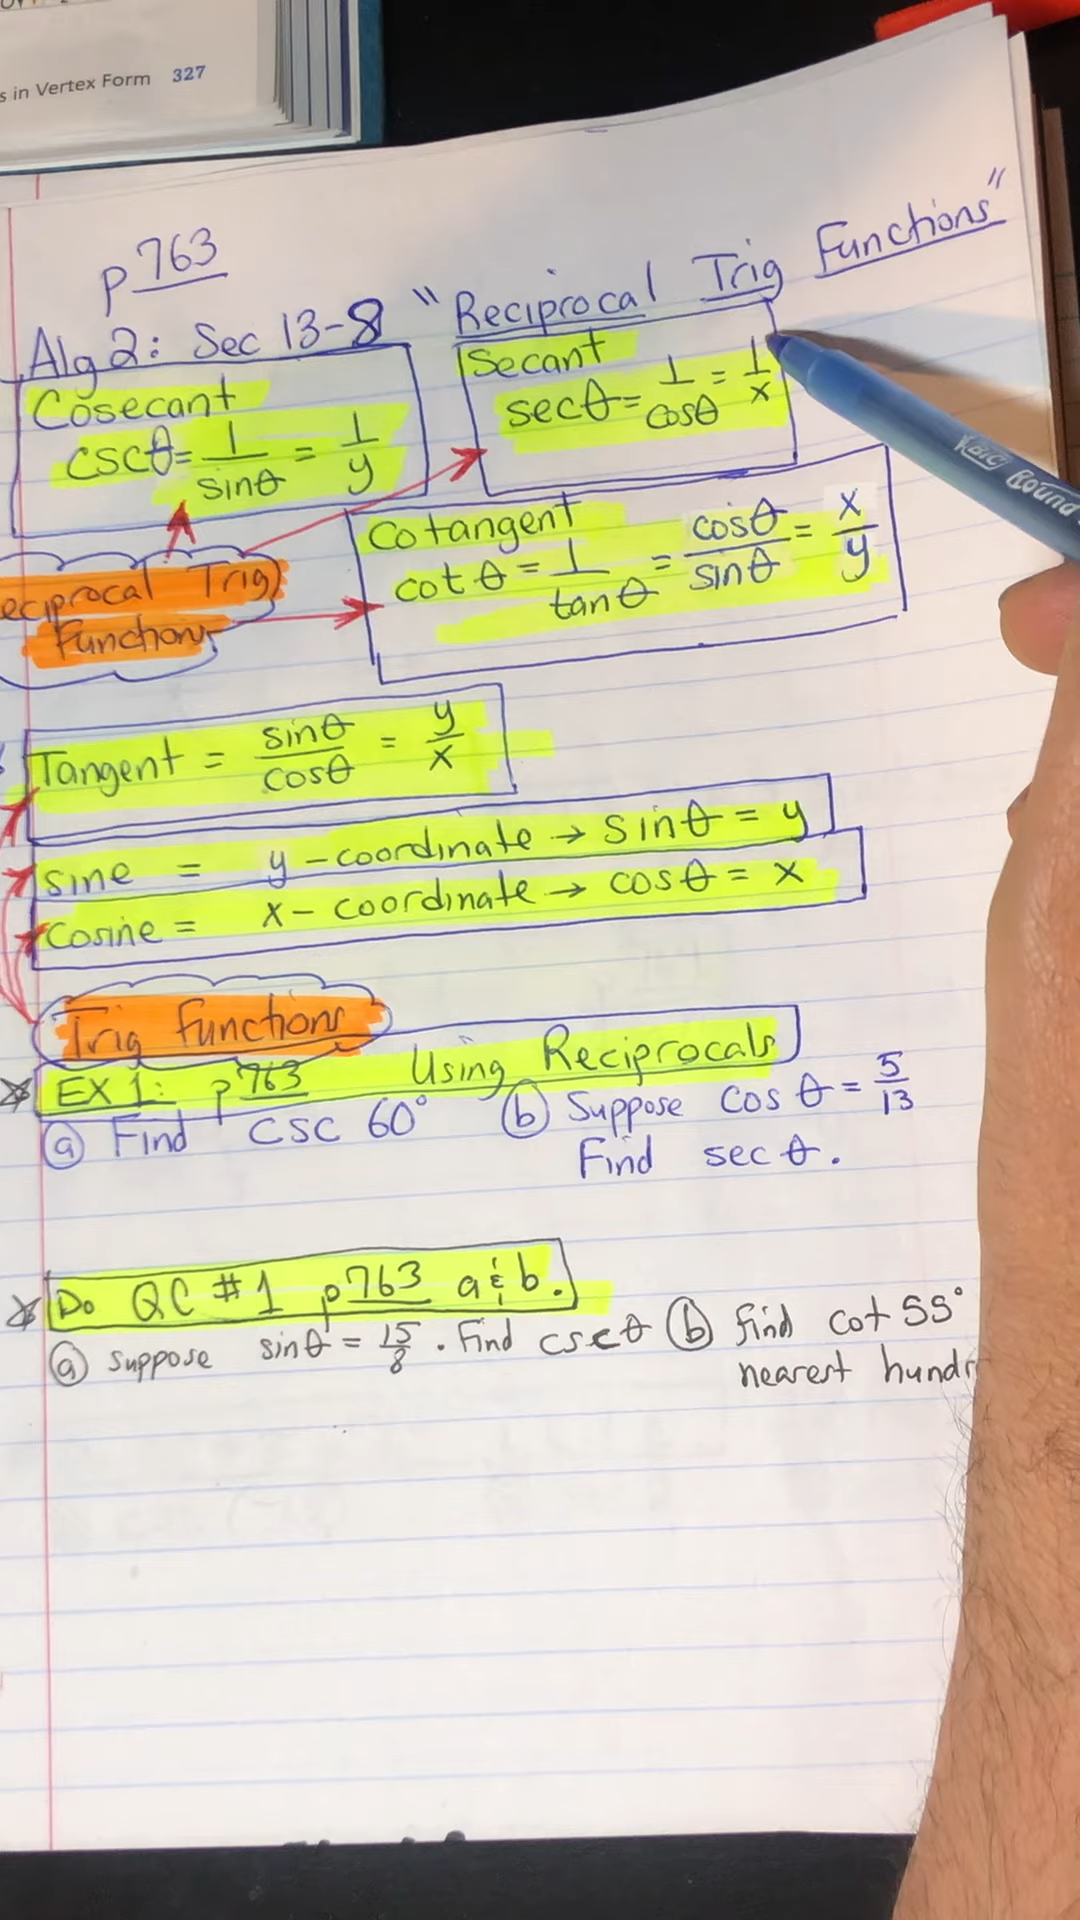 s in Vertex Form 327
p 763
Alg 2: Sec 13-8 "Reciprocal Trig Functions"
Cosecant
cscθ = 1/sinθ = 1/y
Secant
secθ = 1/cosθ = 1/x
Cotangent
cot θ = 1/tanθ = cosθ/sinθ = x/y
eciprocal Trig
Functions
Tangent = sinθ/cosθ = y/x
sine = y-coordinate → sinθ = y
cosine = x-coordinate → cosθ = x
Trig Functions
EX 1: p763 Using Reciprocals
ⓐ Find csc 60°
ⓑ Suppose cos θ = 5/13
Find sec θ.
Do QC #1 p763 a & b.
ⓐ suppose sinθ = 15/8. Find cscθ
ⓑ find cot 55°
nearest hundr
Round